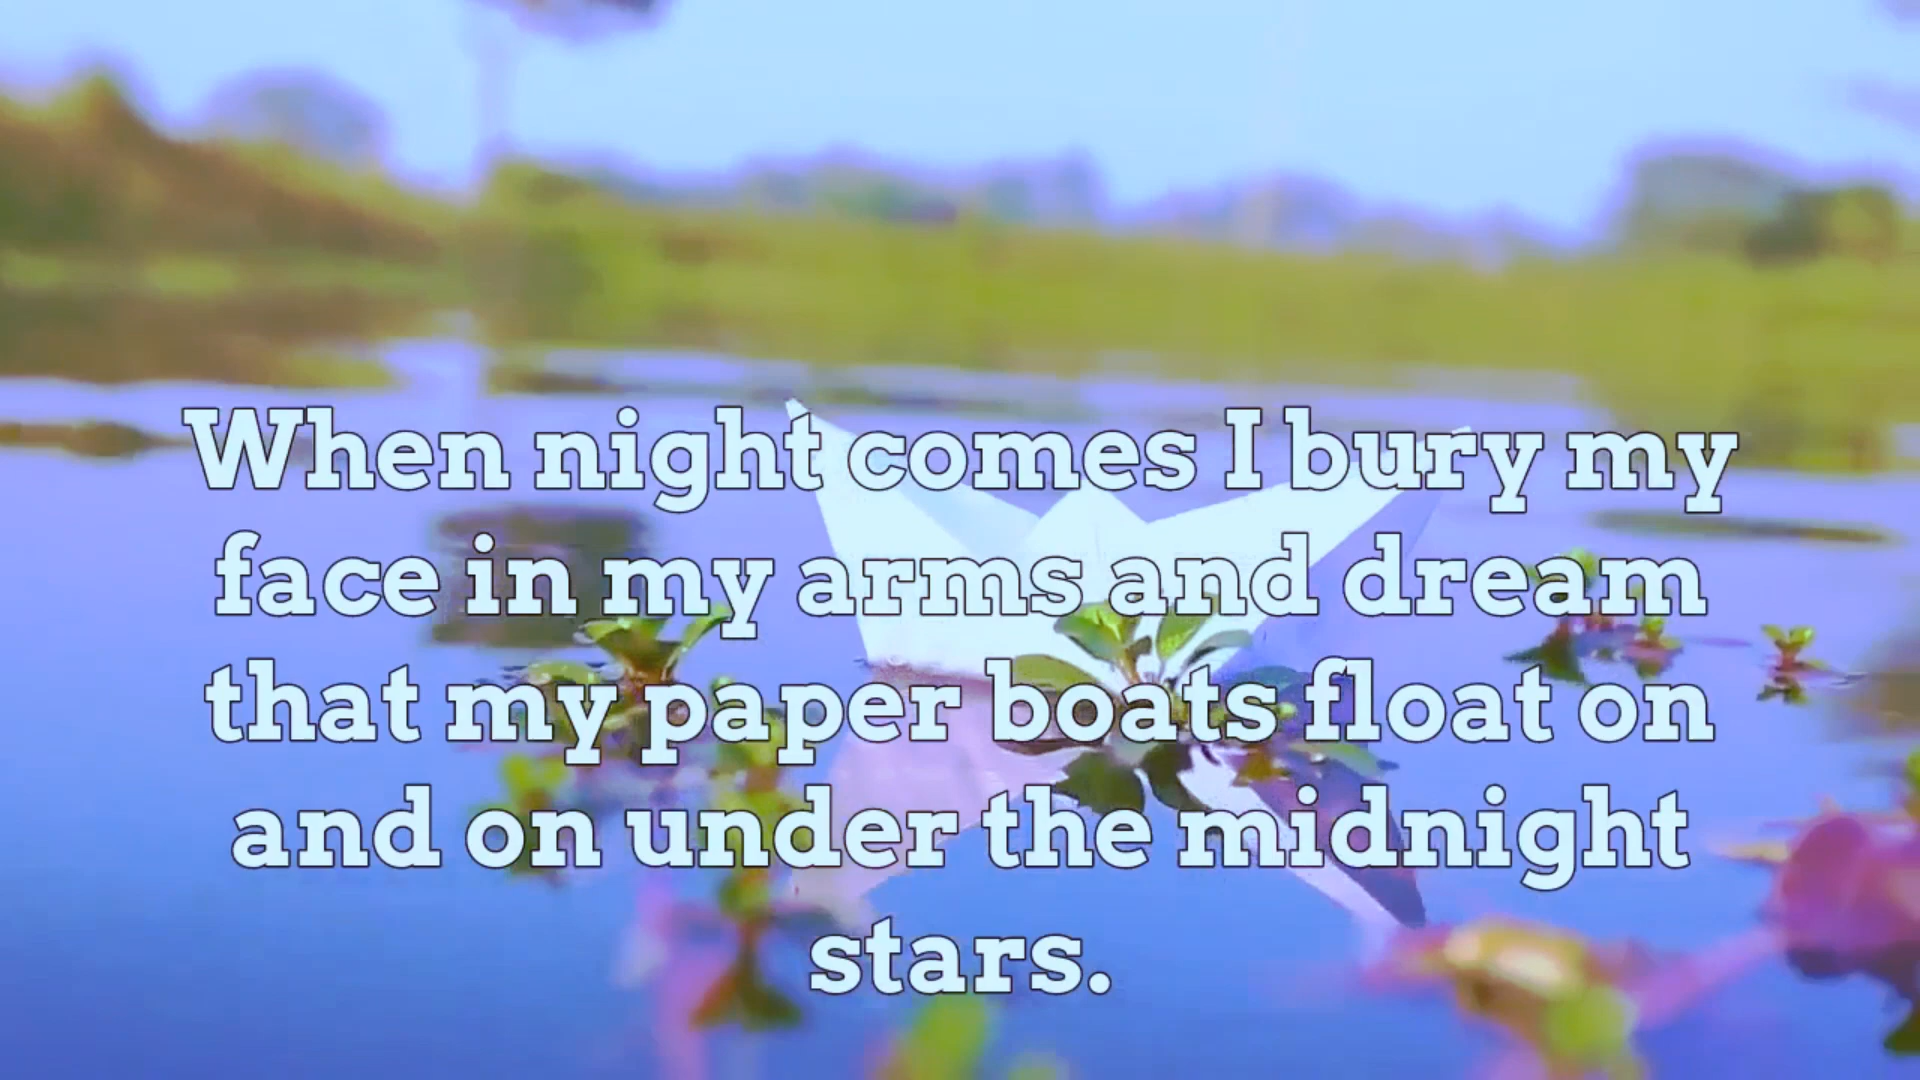 When night comes I bury my
face in my arms and dream
that my paper boats float on
and on under the midnight
stars.